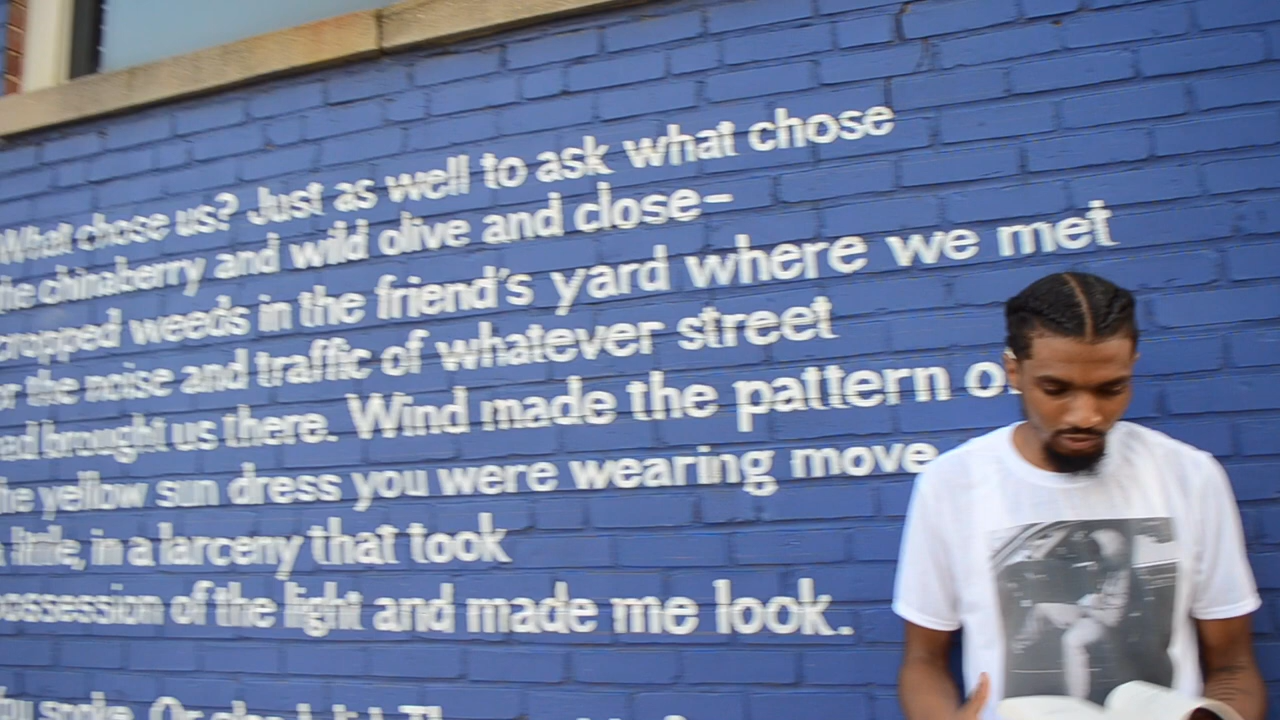 What chose us? Just as well to ask what chose
the chinaberry and wild olive and close–
cropped weeds in the friend's yard where we met
or the noise and traffic of whatever street
had brought us there. Wind made the pattern o
the yellow sun dress you were wearing move
a little, in a larceny that took
possession of the light and made me look.
spoke. Or